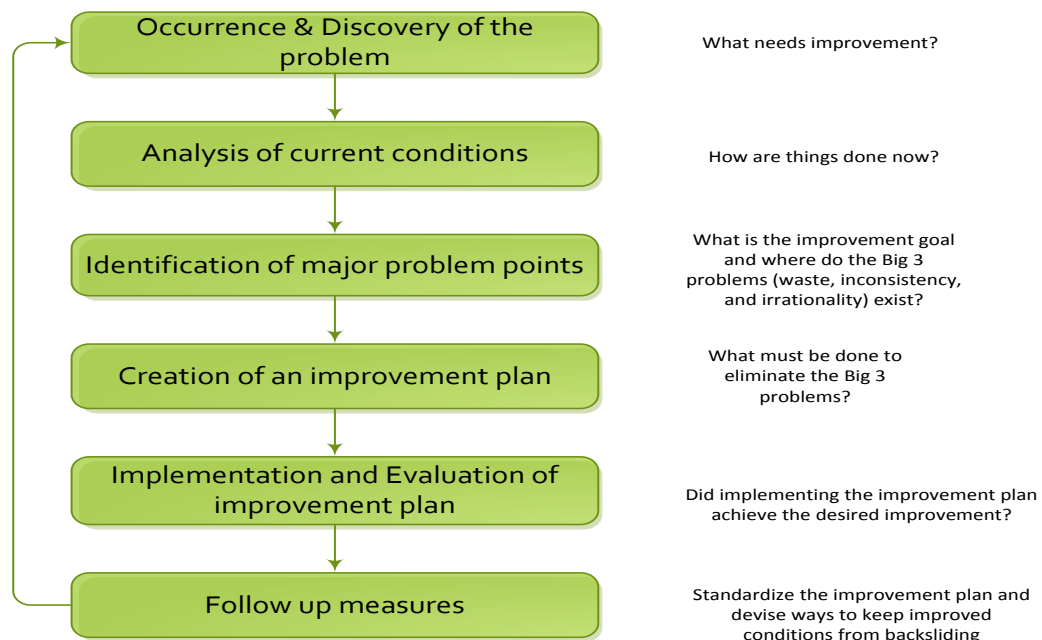 Occurrence & Discovery of the
problem
What needs improvement?
Analysis of current conditions
How are things done now?
Identification of major problem points
What is the improvement goal
and where do the Big 3
problems (waste, inconsistency,
and irrationality) exist?
Creation of an improvement plan
What must be done to
eliminate the Big 3
problems?
Implementation and Evaluation of
improvement plan
Did implementing the improvement plan
achieve the desired improvement?
Follow up measures
Standardize the improvement plan and
devise ways to keep improved
conditions from backsliding